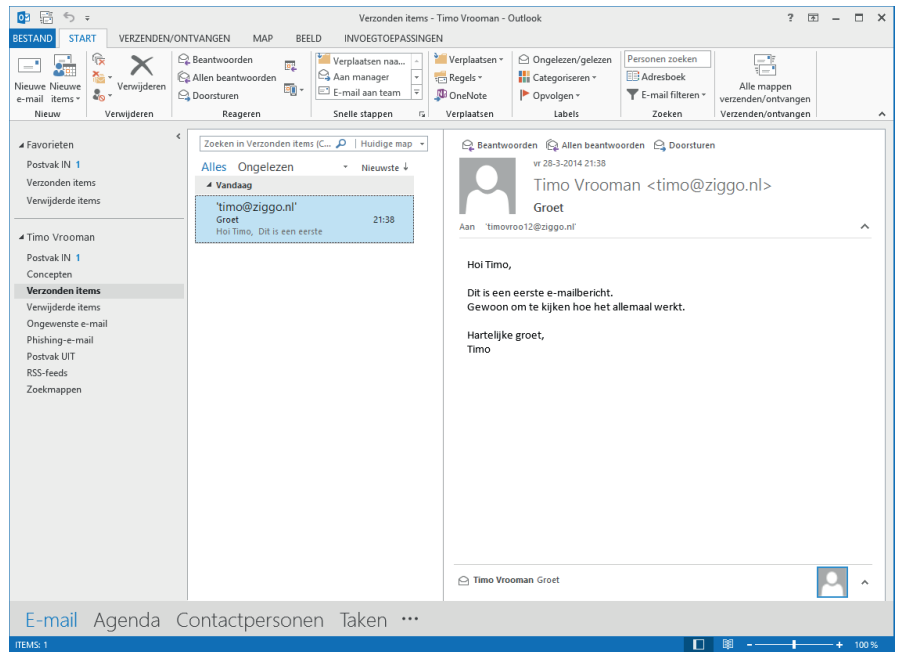 Verzonden items - Timo Vrooman - Outlook
BESTAND START VERZENDEN/ONTVANGEN MAP BEELD INVOEGTOEPASSINGEN
Nieuwe e-mail
Nieuwe items
Nieuw
Verwijderen
Verwijderen
Beantwoorden
Allen beantwoorden
Doorsturen
Reageren
Verplaatsen naa...
Aan manager
E-mail aan team
Snelle stappen
Verplaatsen
Regels
OneNote
Verplaatsen
Ongelezen/gelezen
Categoriseren
Opvolgen
Labels
Personen zoeken
Adresboek
E-mail filteren
Zoeken
Alle mappen
verzenden/ontvangen
Verzenden/ontvangen
Favorieten
Postvak IN 1
Verzonden items
Verwijderde items
Timo Vrooman
Postvak IN 1
Concepten
Verzonden items
Verwijderde items
Ongewenste e-mail
Phishing-e-mail
Postvak UIT
RSS-feeds
Zoekmappen
Zoeken in Verzonden items (C... Huidige map
Alles Ongelezen Nieuwste
Vandaag
'timo@ziggo.nl'
Groet 21:38
Hoi Timo, Dit is een eerste
Beantwoorden Allen beantwoorden Doorsturen
vr 28-3-2014 21:38
Timo Vrooman <timo@ziggo.nl>
Groet
Aan 'timovroo12@ziggo.nl'
Hoi Timo,
Dit is een eerste e-mailbericht.
Gewoon om te kijken hoe het allemaal werkt.
Hartelijke groet,
Timo
Timo Vrooman Groet
E-mail Agenda Contactpersonen Taken
ITEMS: 1 100 %